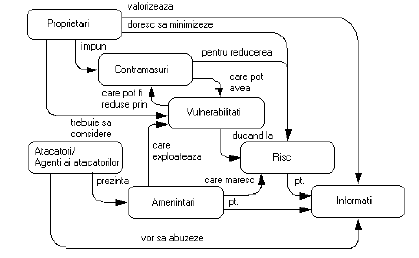 valorizeaza
Proprietari
doresc sa minimizeze
impun
pentru reducerea
Contramasuri
care pot
avea
care pot fi
reduse prin
Vulnerabilitati
trebuie sa
considere
ducand la
Atacatori/
Agenti ai atacatorilor
care
exploateaza
Risc
prezinta
care maresc
pt.
Amenintari
pt.
Informatii
vor sa abuzeze